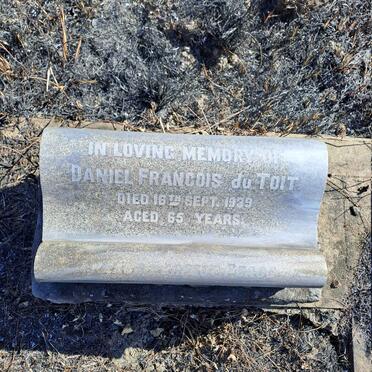 IN LOVING MEMORY OF
DANIEL FRANCOIS du TOIT
DIED 16TH SEPT. 1939
AGED 65 YEARS.